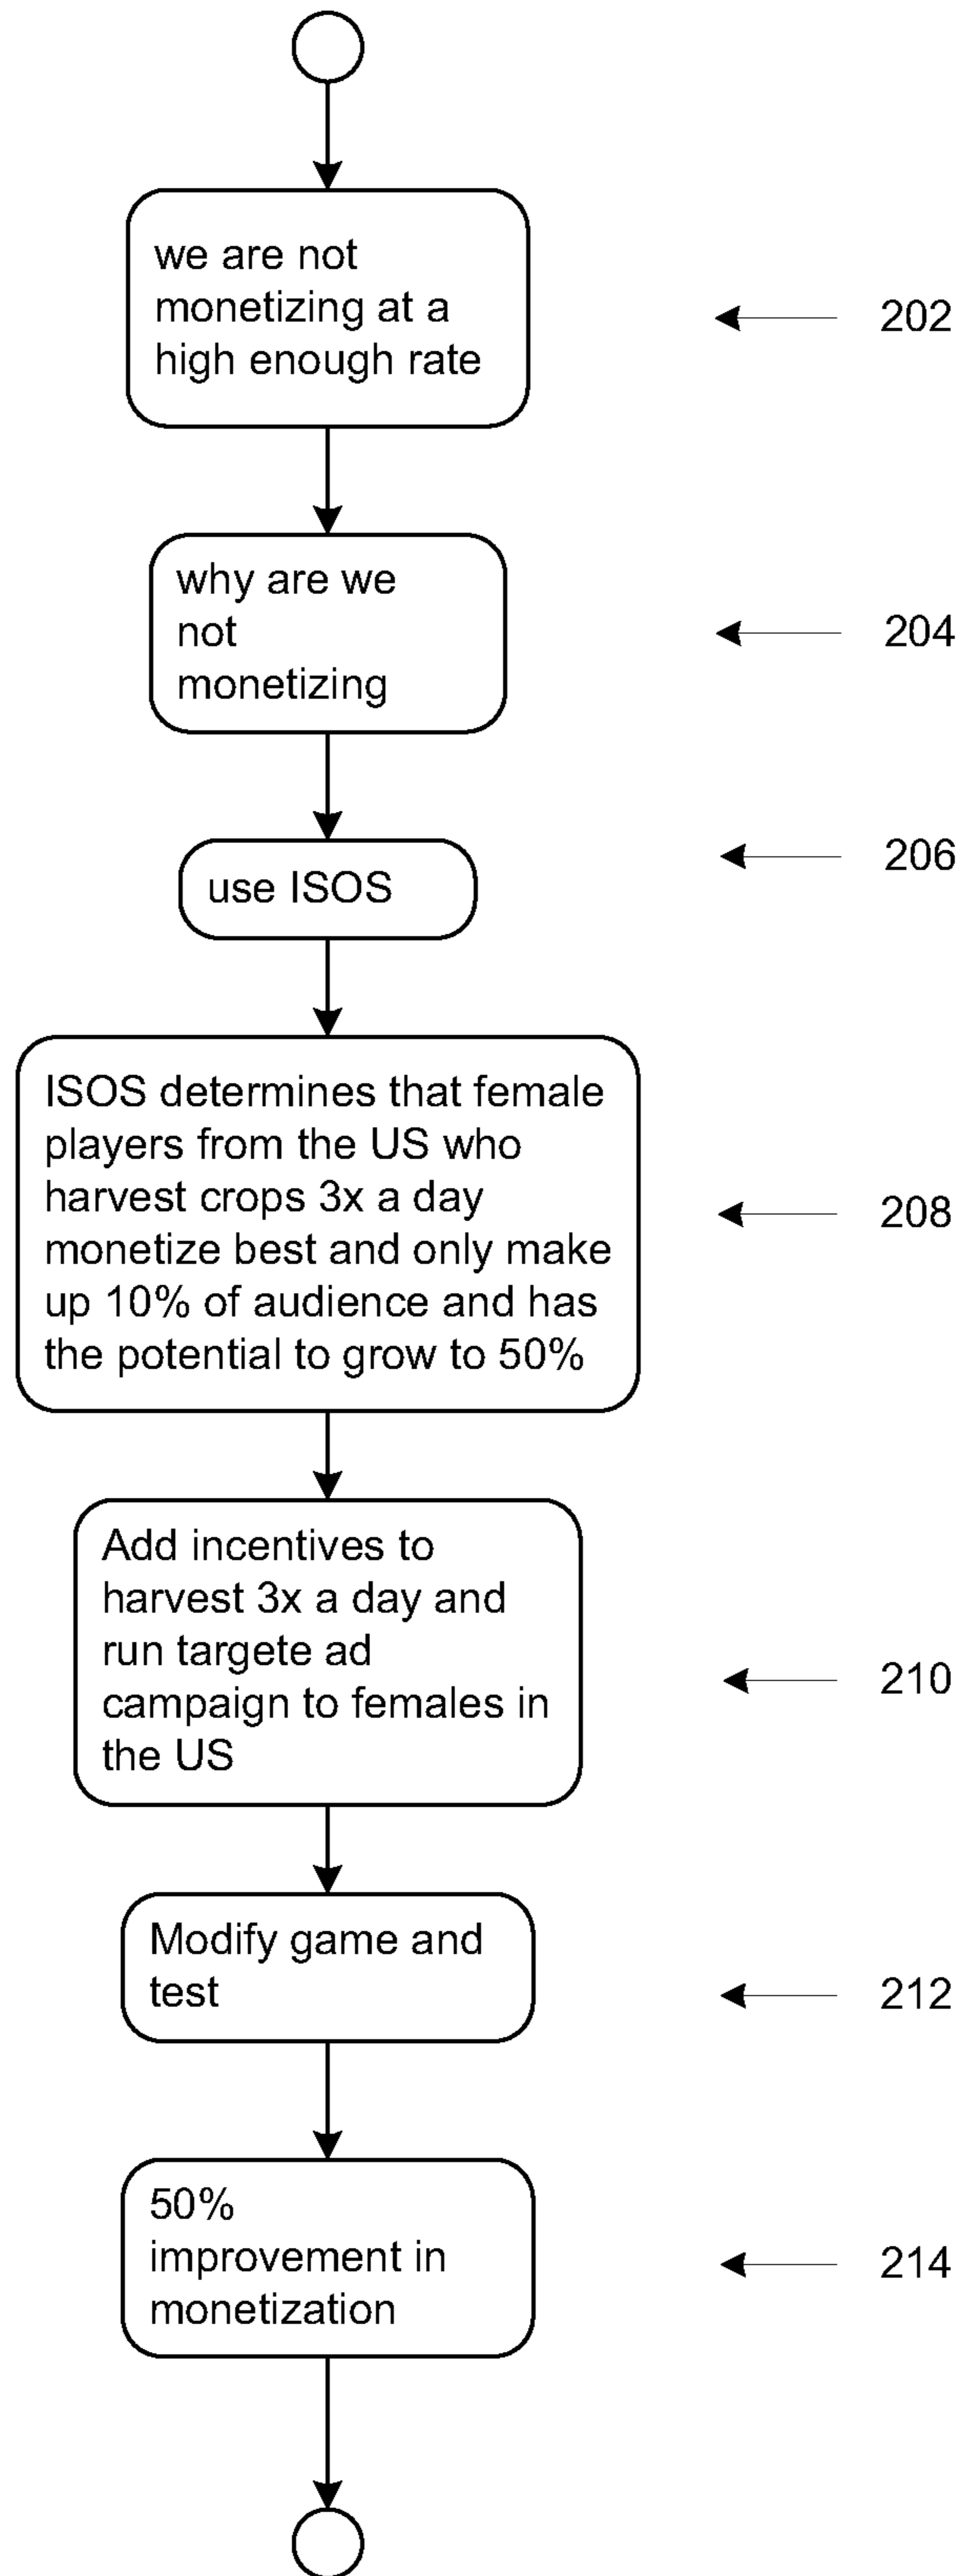 we are not
monetizing at a
high enough rate
202
why are we
not
monetizing
204
use ISOS
206
ISOS determines that female
players from the US who
harvest crops 3x a day
monetize best and only make
up 10% of audience and has
the potential to grow to 50%
208
Add incentives to
harvest 3x a day and
run targete ad
campaign to females in
the US
210
Modify game and
test
212
50%
improvement in
monetization
214